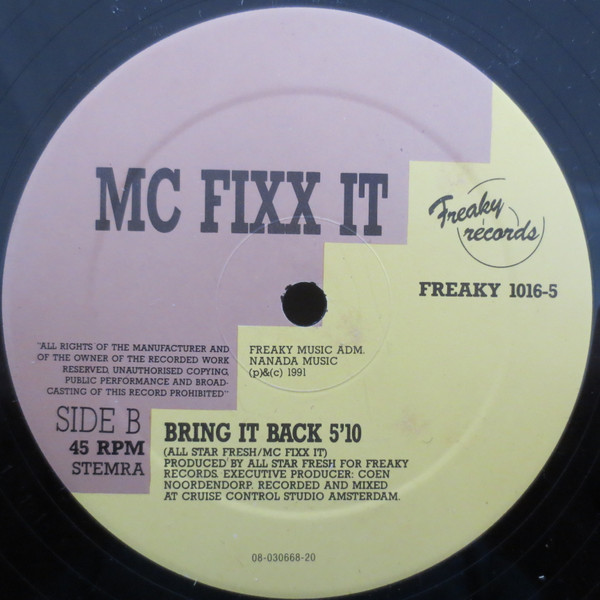 MC FIXX IT
Freaky
records
FREAKY 1016-5
"ALL RIGHTS OF THE MANUFACTURER AND
OF THE OWNER OF THE RECORDED WORK
RESERVED, UNAUTHORISED COPYING,
PUBLIC PERFORMANCE AND BROAD-
CASTING OF THIS RECORD PROHIBITED"
FREAKY MUSIC ADM.
NANADA MUSIC
(p)&(c) 1991
SIDE B
45 RPM
STEMRA
BRING IT BACK 5'10
(ALL STAR FRESH/MC FIXX IT)
PRODUCED BY ALL STAR FRESH FOR FREAKY
RECORDS. EXECUTIVE PRODUCER: COEN
NOORDENDORP. RECORDED AND MIXED
AT CRUISE CONTROL STUDIO AMSTERDAM.
08-030668-20